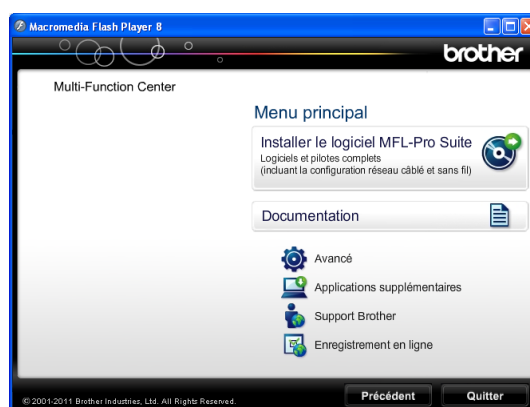 Macromedia Flash Player 8
brother
Multi-Function Center
Menu principal
Installer le logiciel MFL-Pro Suite
Logiciels et pilotes complets
(incluant la configuration réseau câblé et sans fil)
Documentation
Avancé
Applications supplémentaires
Support Brother
Enregistrement en ligne
© 2001-2011 Brother Industries, Ltd. All Rights Reserved.
Précédent
Quitter